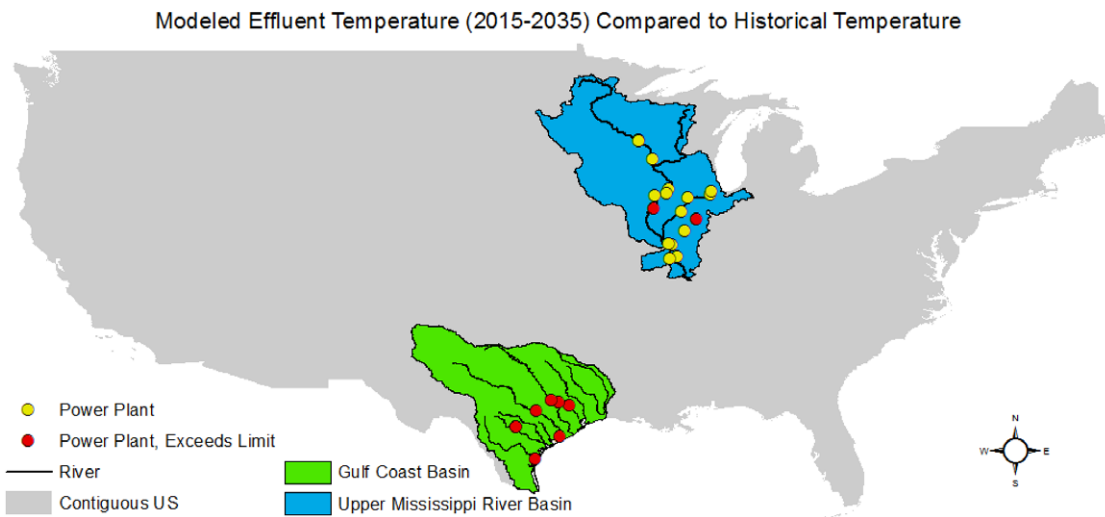 Modeled Effluent Temperature (2015-2035) Compared to Historical Temperature
Power Plant
Power Plant, Exceeds Limit
River
Contiguous US
Gulf Coast Basin
Upper Mississippi River Basin
N
W E
S